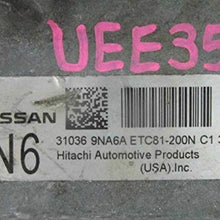 UEE35
SSAN
N6
31036 9NA6A ETC81-200N C1
Hitachi Automotive Products
(USA).Inc.